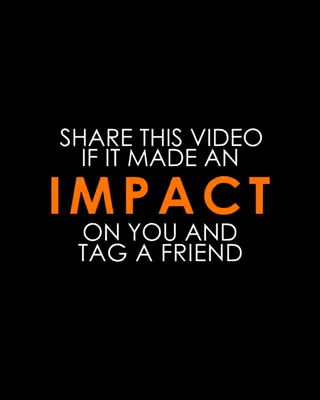 SHARE THIS VIDEO
IF IT MADE AN
IMPACT
ON YOU AND
TAG A FRIEND